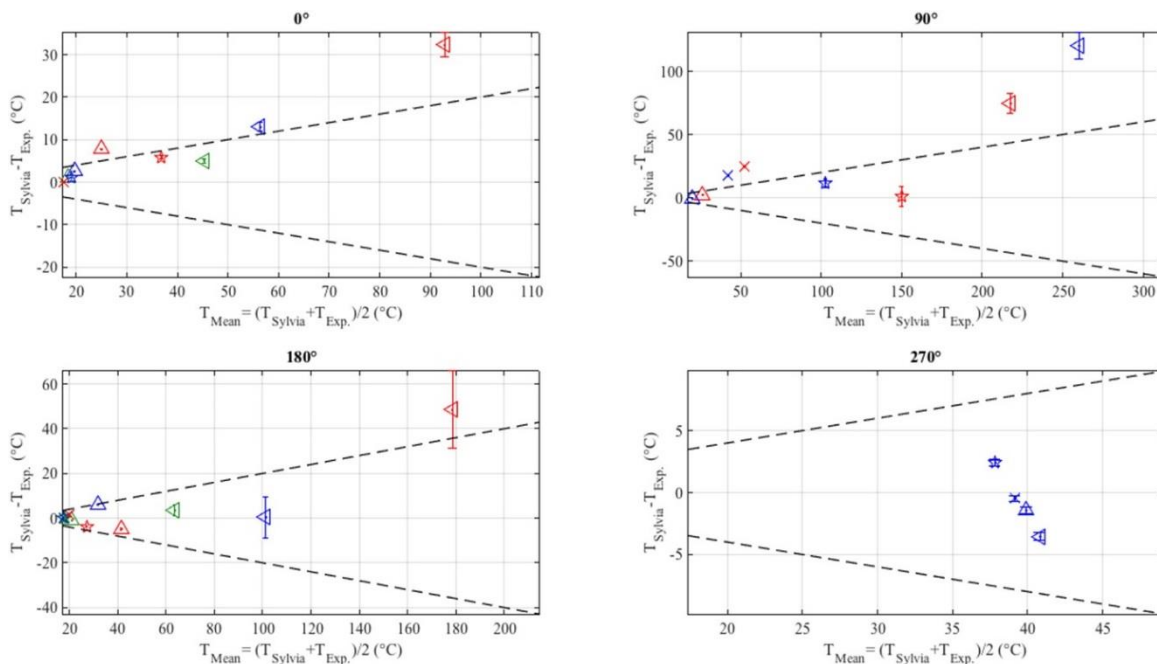 0°
30
20
10
0
-10
-20
T_Sylvia-T_Exp. (°C)
20 30 40 50 60 70 80 90 100 110
T_Mean= (T_Sylvia+T_Exp.)/2 (°C)
90°
100
50
0
-50
T_Sylvia-T_Exp. (°C)
50 100 150 200 250 300
T_Mean= (T_Sylvia+T_Exp.)/2 (°C)
180°
60
40
20
0
-20
-40
T_Sylvia-T_Exp. (°C)
20 40 60 80 100 120 140 160 180 200
T_Mean= (T_Sylvia+T_Exp.)/2 (°C)
270°
5
0
-5
T_Sylvia-T_Exp. (°C)
20 25 30 35 40 45
T_Mean= (T_Sylvia+T_Exp.)/2 (°C)